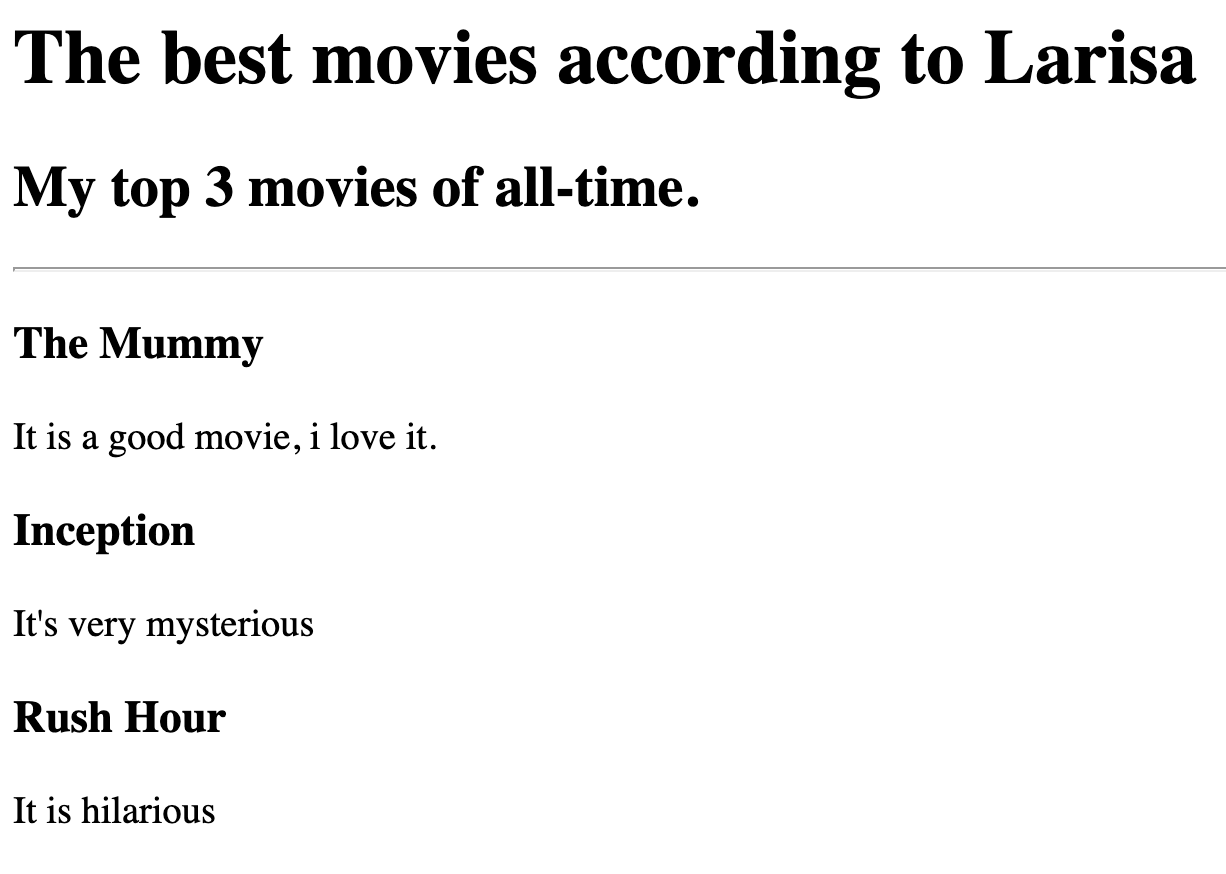 The best movies according to Larisa
My top 3 movies of all-time.
The Mummy
It is a good movie, i love it.
Inception
It's very mysterious
Rush Hour
It is hilarious